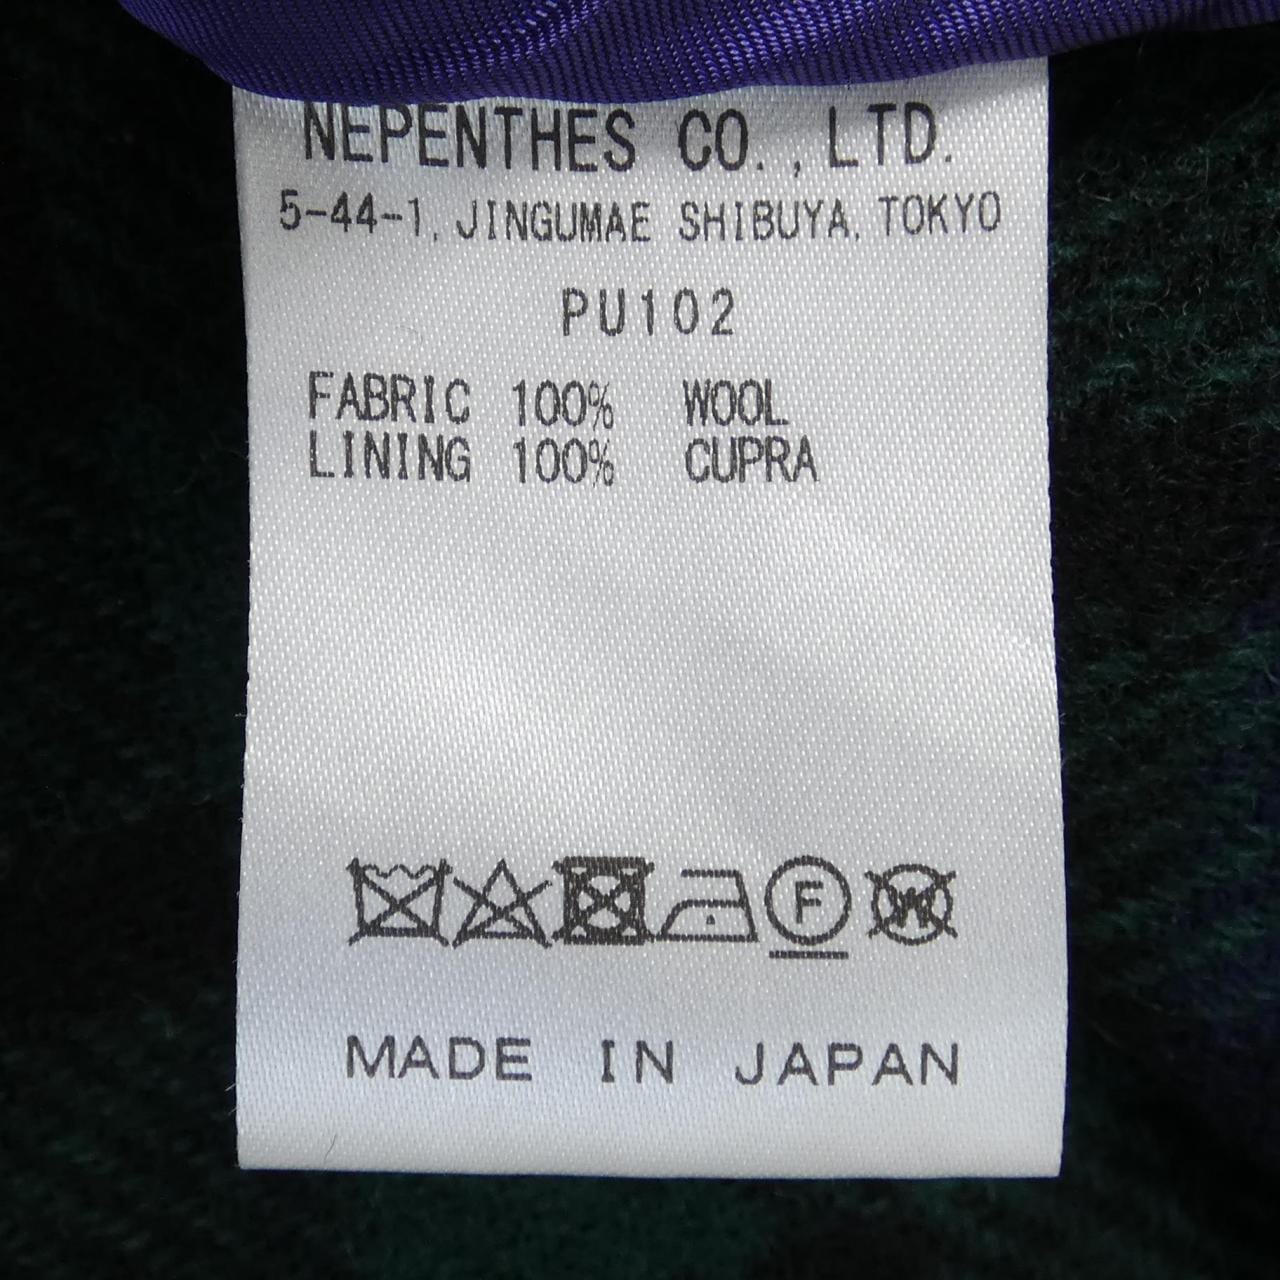 NEPENTHES CO.,LTD.
5-44-1, JINGUMAE SHIBUYA, TOKYO
PU102
FABRIC 100% WOOL
LINING 100% CUPRA
F W
MADE IN JAPAN